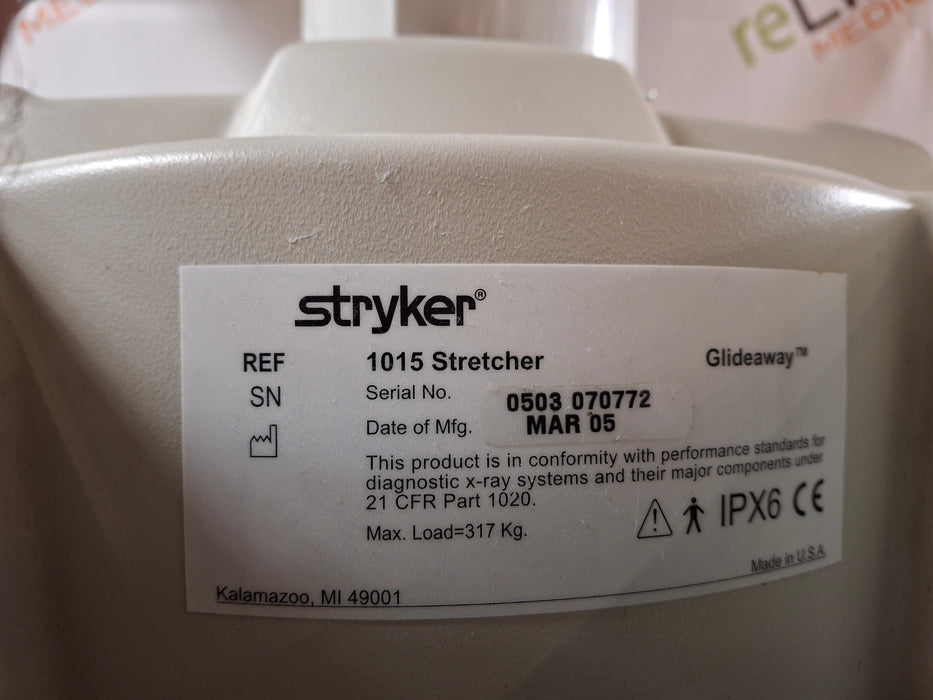 stryker®
REF 1015 Stretcher Glideaway™
SN Serial No. 0503 070772
Date of Mfg. MAR 05
This product is in conformity with performance standards for
diagnostic x-ray systems and their major components under
21 CFR Part 1020.
Max. Load=317 Kg.
IPX6 CE
Made in U.S.A.
Kalamazoo, MI 49001